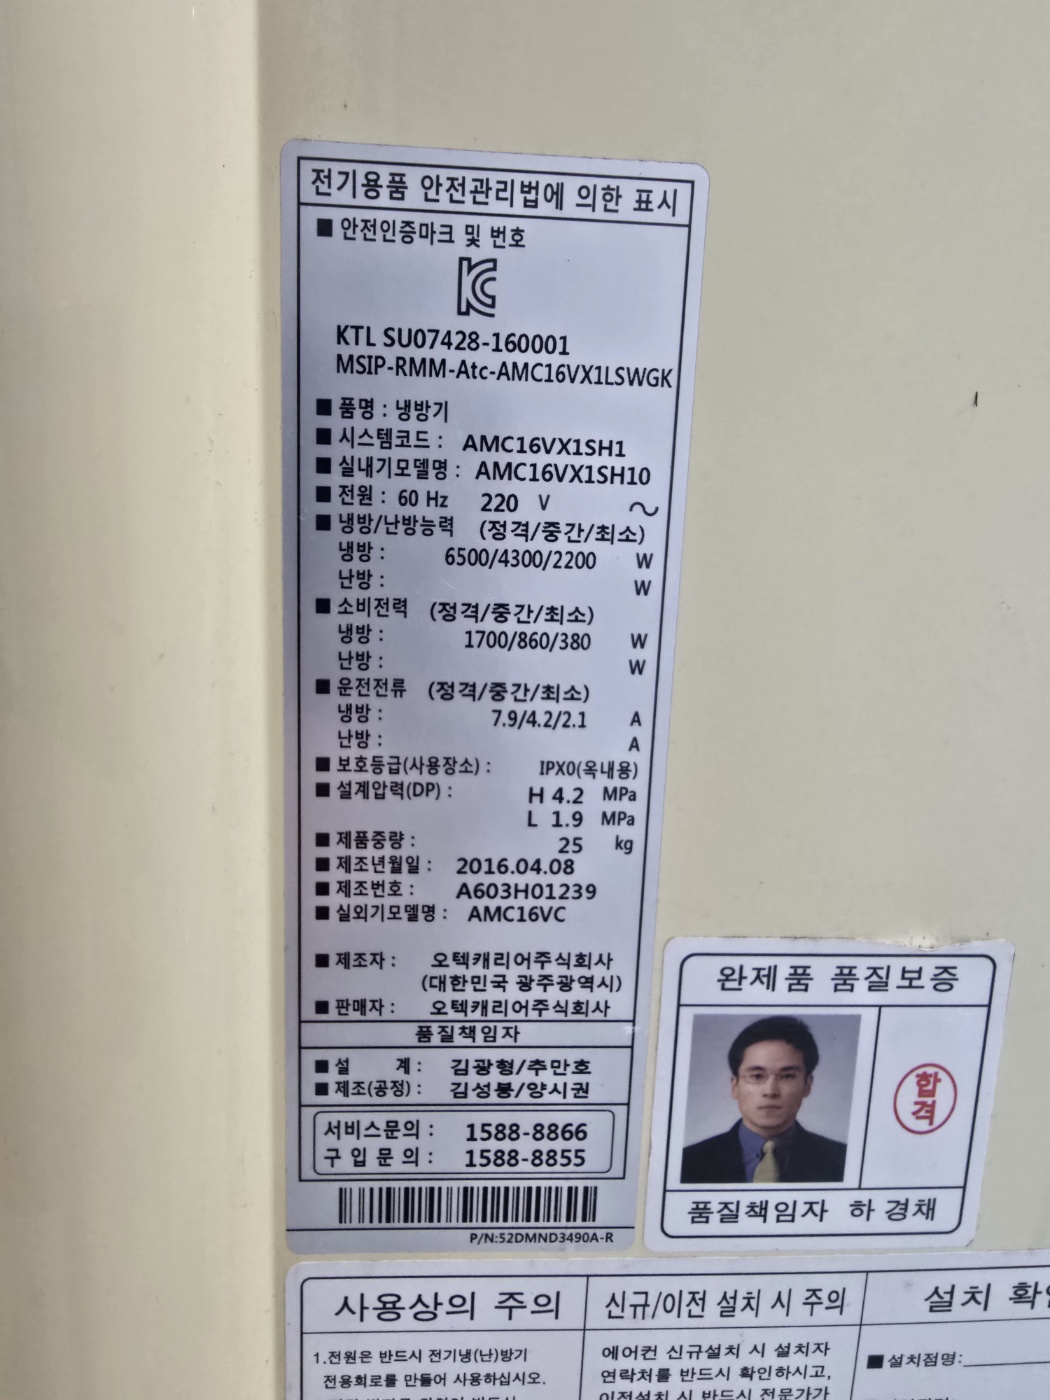 전기용품 안전관리법에 의한 표시
■ 안전인증마크 및 번호
KC
KTL SU07428-160001
MSIP-RMM-Atc-AMC16VX1LSWGK
■ 품명 : 냉방기
■ 시스템코드 : AMC16VX1SH1
■ 실내기모델명 : AMC16VX1SH10
■ 전원 : 60 Hz 220 V ~
■ 냉방/난방능력 (정격/중간/최소)
냉방 : 6500/4300/2200 W
난방 : W
■ 소비전력 (정격/중간/최소)
냉방 : 1700/860/380 W
난방 : W
■ 운전전류 (정격/중간/최소)
냉방 : 7.9/4.2/2.1 A
난방 : A
■ 보호등급(사용장소) : IPX0(옥내용)
■ 설계압력(DP) : H 4.2 MPa
L 1.9 MPa
■ 제품중량 : 25 kg
■ 제조년월일 : 2016.04.08
■ 제조번호 : A603H01239
■ 실외기모델명 : AMC16VC
■ 제조자 : 오텍캐리어주식회사
(대한민국 광주광역시)
■ 판매자 : 오텍캐리어주식회사
품질책임자
■ 설 계 : 김광형/추만호
■ 제조(공정) : 김성봉/양시권
서비스문의 : 1588-8866
구 입 문 의 : 1588-8855
P/N:52DMND3490A-R
완제품 품질보증
합격
품질책임자 하 경채
사용상의 주의
1.전원은 반드시 전기냉(난)방기
전용회로를 만들어 사용하십시오.
신규/이전 설치 시 주의
에어컨 신규설치 시 설치자
연락처를 반드시 확인하시고,
이전설치 시 반드시 전문가가
설치 확인
■설치점명: